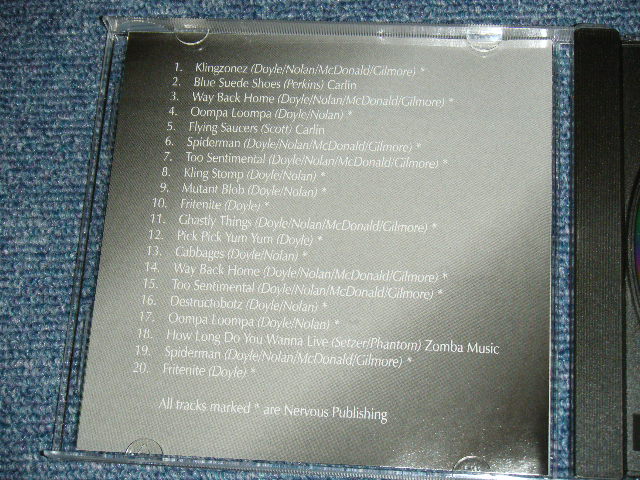 1. Klingzonez (Doyle/Nolan/McDonald/Gilmore) *
2. Blue Suede Shoes (Perkins) Carlin
3. Way Back Home (Doyle/Nolan/McDonald/Gilmore) *
4. Oompa Loompa (Doyle/Nolan) *
5. Flying Saucers (Scott) Carlin
6. Spiderman (Doyle/Nolan/McDonald/Gilmore) *
7. Too Sentimental (Doyle/Nolan/McDonald/Gilmore) *
8. Kling Stomp (Doyle/Nolan) *
9. Mutant Blob (Doyle/Nolan) *
10. Fritenite (Doyle) *
11. Ghastly Things (Doyle/Nolan/McDonald/Gilmore) *
12. Pick Pick Yum Yum (Doyle) *
13. Cabbages (Doyle/Nolan) *
14. Way Back Home (Doyle/Nolan/McDonald/Gilmore) *
15. Too Sentimental (Doyle/Nolan/McDonald/Gilmore) *
16. Destructobotz (Doyle/Nolan) *
17. Oompa Loompa (Doyle/Nolan) *
18. How Long Do You Wanna Live (Setzer/Phantom) Zomba Music
19. Spiderman (Doyle/Nolan/McDonald/Gilmore) *
20. Fritenite (Doyle) *
All tracks marked * are Nervous Publishing